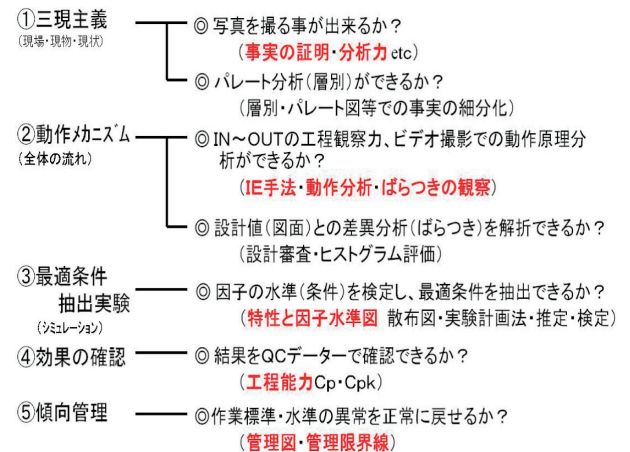 ①三現主義
(現場・現物・現状)
◎ 写真を撮る事が出来るか？
(事実の証明・分析力 etc)
◎ パレート分析(層別)ができるか？
(層別・パレート図等での事実の細分化)
②動作メカニズム
(全体の流れ)
◎ IN～OUTの工程観察力、ビデオ撮影での動作原理分
析ができるか？
(IE手法・動作分析・ばらつきの観察)
◎ 設計値(図面)との差異分析(ばらつき)を解折できるか？
(設計審査・ヒストグラム評価)
③最適条件
抽出実験
(シミュレーション)
◎ 因子の水準(条件)を検定し、最適条件を抽出できるか？
(特性と因子水準図 散布図・実験計画法・推定・検定)
④効果の確認
◎ 結果をQCデーターで確認できるか？
(工程能力Cp・Cpk)
⑤傾向管理
◎作業標準・水準の異常を正常に戻せるか？
(管理図・管理限界線)